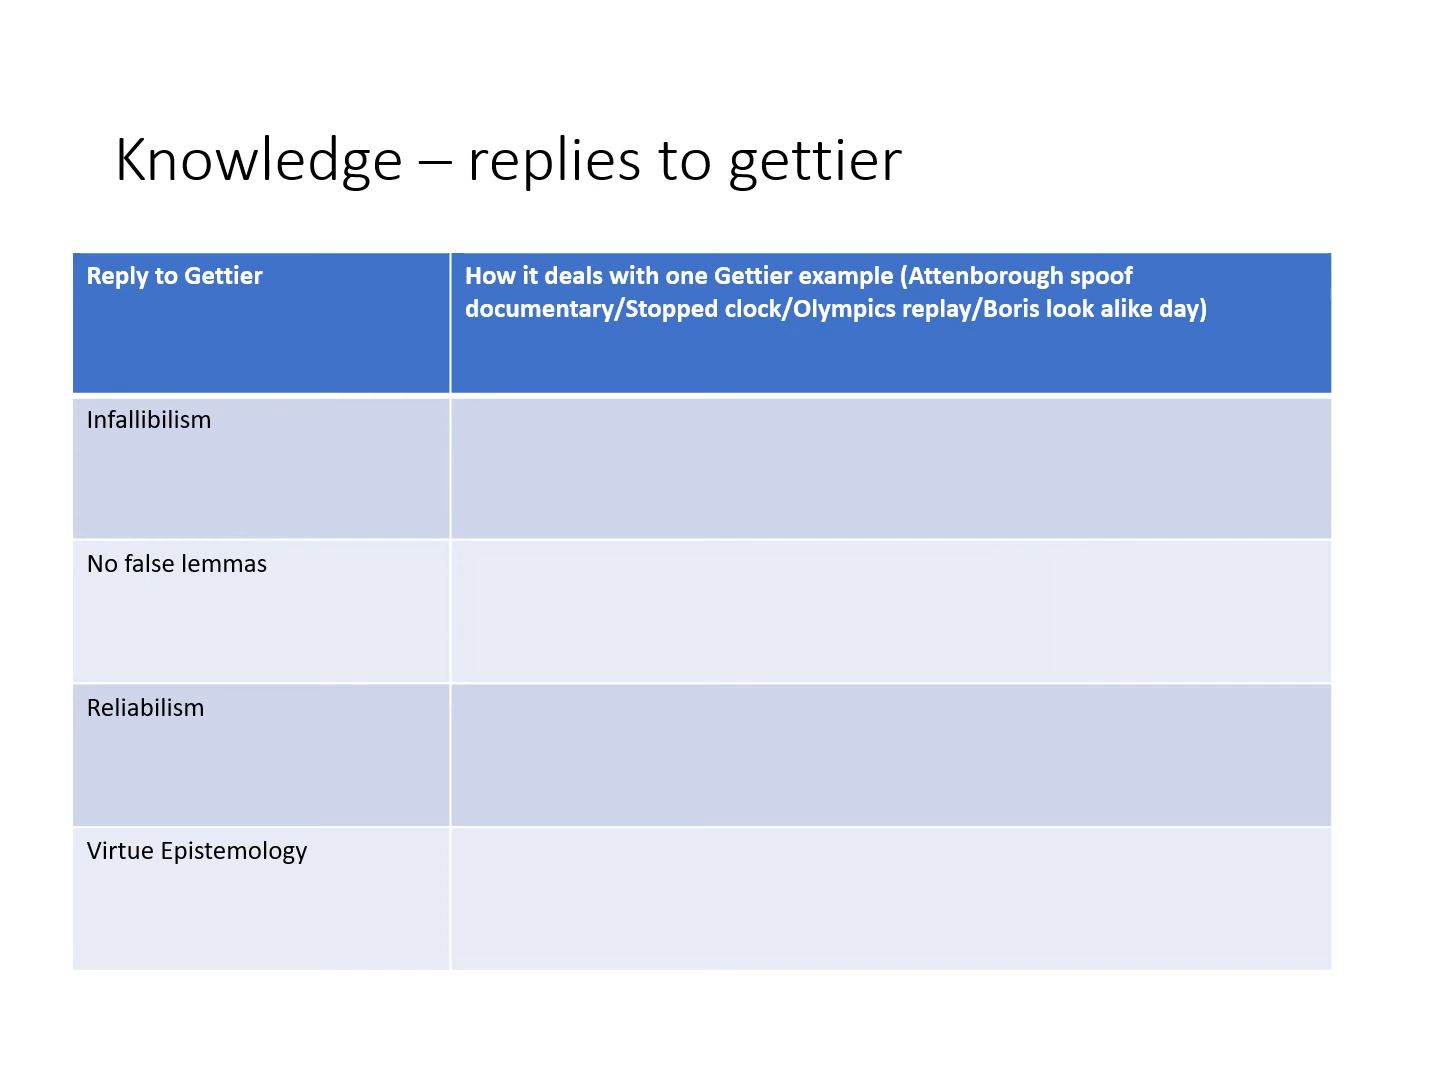 Knowledge – replies to gettier
Reply to Gettier
How it deals with one Gettier example (Attenborough spoof
documentary/Stopped clock/Olympics replay/Boris look alike day)
Infallibilism
No false lemmas
Reliabilism
Virtue Epistemology